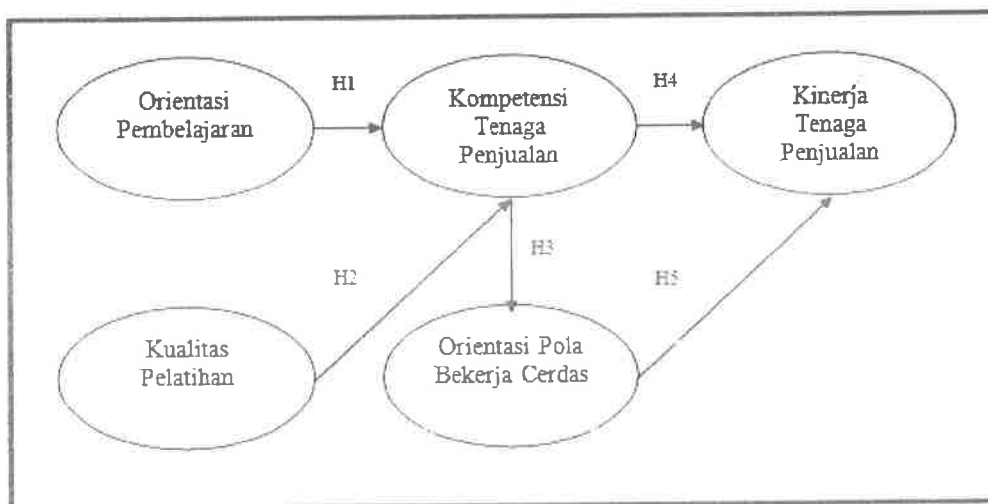 H1
H4
Orientasi
Pembelajaran
Kompetensi
Tenaga
Penjualan
Kinerja
Tenaga
Penjualan
H2
H3
H5
Kualitas
Pelatihan
Orientasi Pola
Bekerja Cerdas